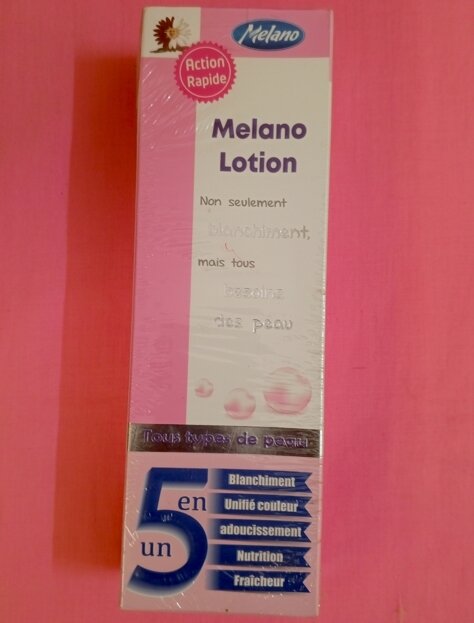 Melano
Action
Rapide
Melano
Lotion
Non seulement
blanchiment,
mais tous
besoins
des peau
Tous types de peau
5 en
un
Blanchiment
Unifié couleur
adoucissement
Nutrition
Fraîcheur